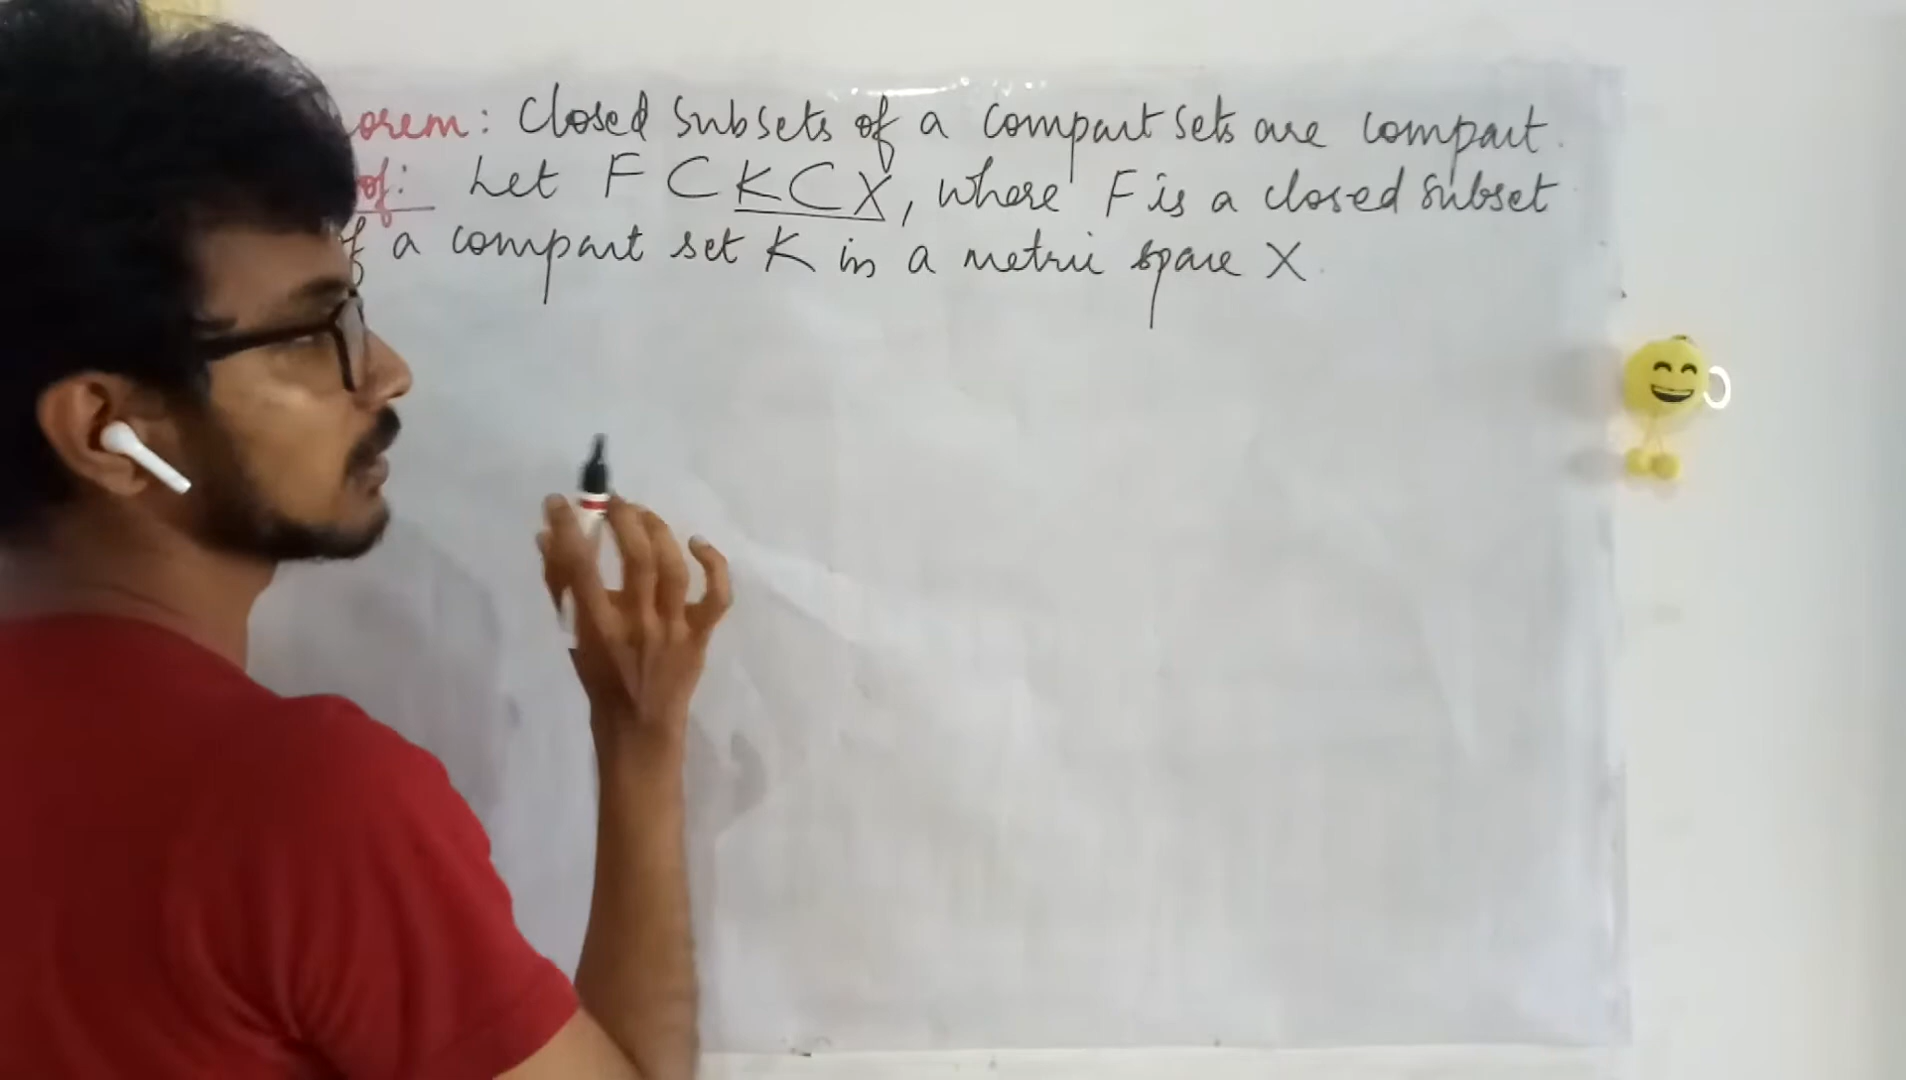 orem: Closed Subsets of a compact sets are compact.
of: Let F ⊂ K ⊂ X, where F is a closed subset
of a compact set K in a metric space X.